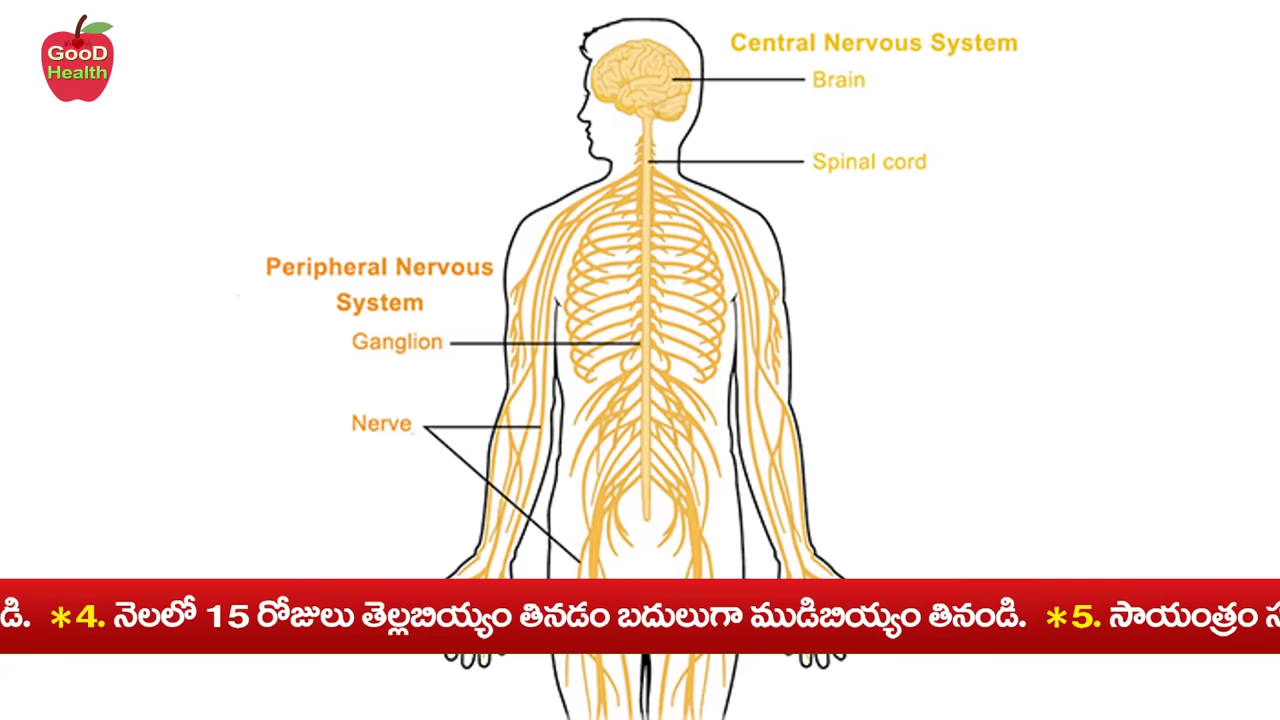 GooD
Health
Central Nervous System
Brain
Spinal cord
Peripheral Nervous
System
Ganglion
Nerve
డి. *4. నెలలో 15 రోజులు తెల్లబియ్యం తినడం బదులుగా ముడిబియ్యం తినండి. *5. సాయంత్రం